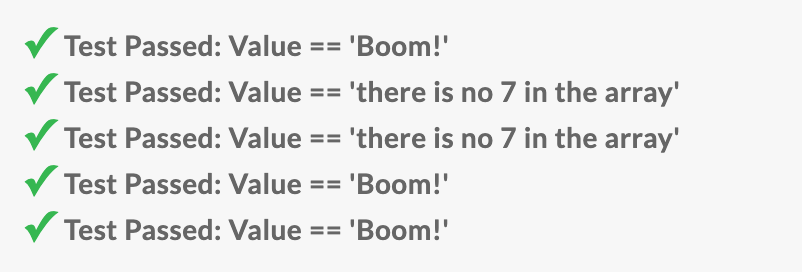 Test Passed: Value == 'Boom!'
Test Passed: Value == 'there is no 7 in the array'
Test Passed: Value == 'there is no 7 in the array'
Test Passed: Value == 'Boom!'
Test Passed: Value == 'Boom!'